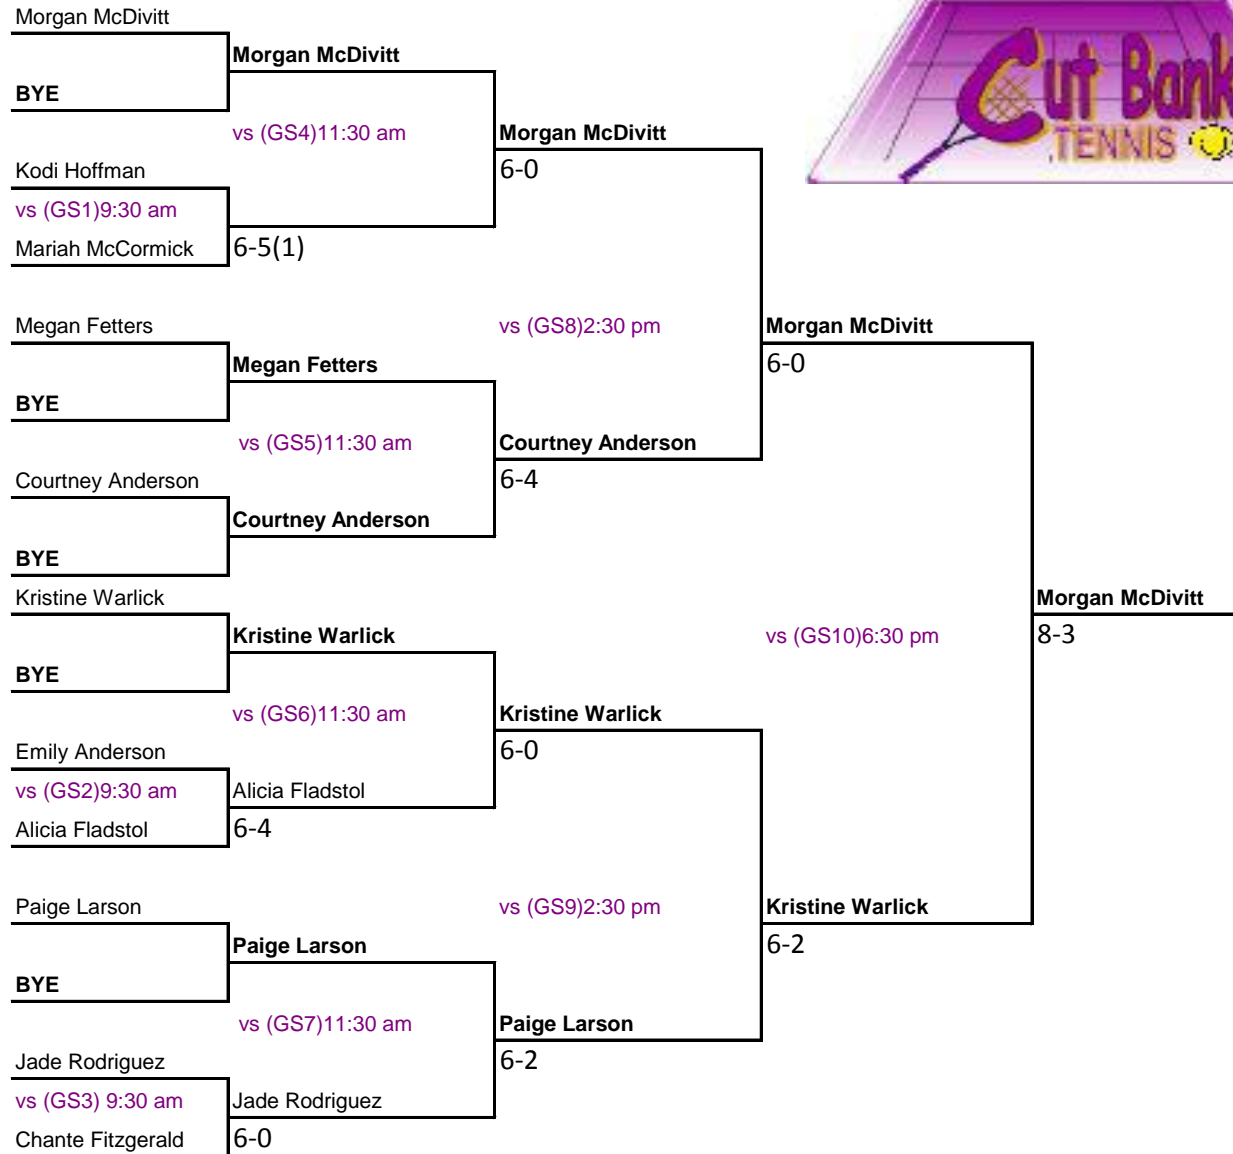 Morgan McDivitt
Morgan McDivitt
BYE
vs (GS4)11:30 am
Morgan McDivitt
6-0
Kodi Hoffman
vs (GS1)9:30 am
Mariah McCormick
6-5(1)
Megan Fetters
vs (GS8)2:30 pm
Morgan McDivitt
6-0
Megan Fetters
BYE
vs (GS5)11:30 am
Courtney Anderson
6-4
Courtney Anderson
Courtney Anderson
BYE
Kristine Warlick
Morgan McDivitt
8-3
Kristine Warlick
vs (GS10)6:30 pm
BYE
vs (GS6)11:30 am
Kristine Warlick
6-0
Emily Anderson
vs (GS2)9:30 am
Alicia Fladstol
Alicia Fladstol
6-4
Paige Larson
vs (GS9)2:30 pm
Kristine Warlick
6-2
Paige Larson
BYE
vs (GS7)11:30 am
Paige Larson
6-2
Jade Rodriguez
vs (GS3) 9:30 am
Jade Rodriguez
Chante Fitzgerald
6-0
Cut Bank
TENNIS